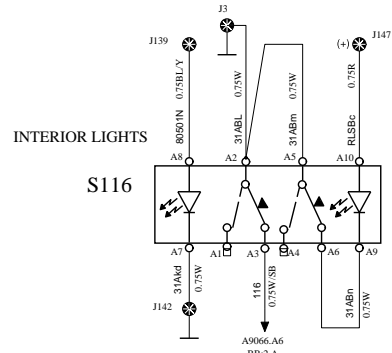 J3
J139
(+) J147
80501N 0.75BL/Y
31ABL 0.75W
31ABm 0.75W
RLSBc 0.75R
INTERIOR LIGHTS
A8 A2 A5 A10
S116
A7 A1 A3 A4 A6 A9
31Akd 0.75W
116 0.75W/SB
31ABn 0.75W
J142
A9066.A6